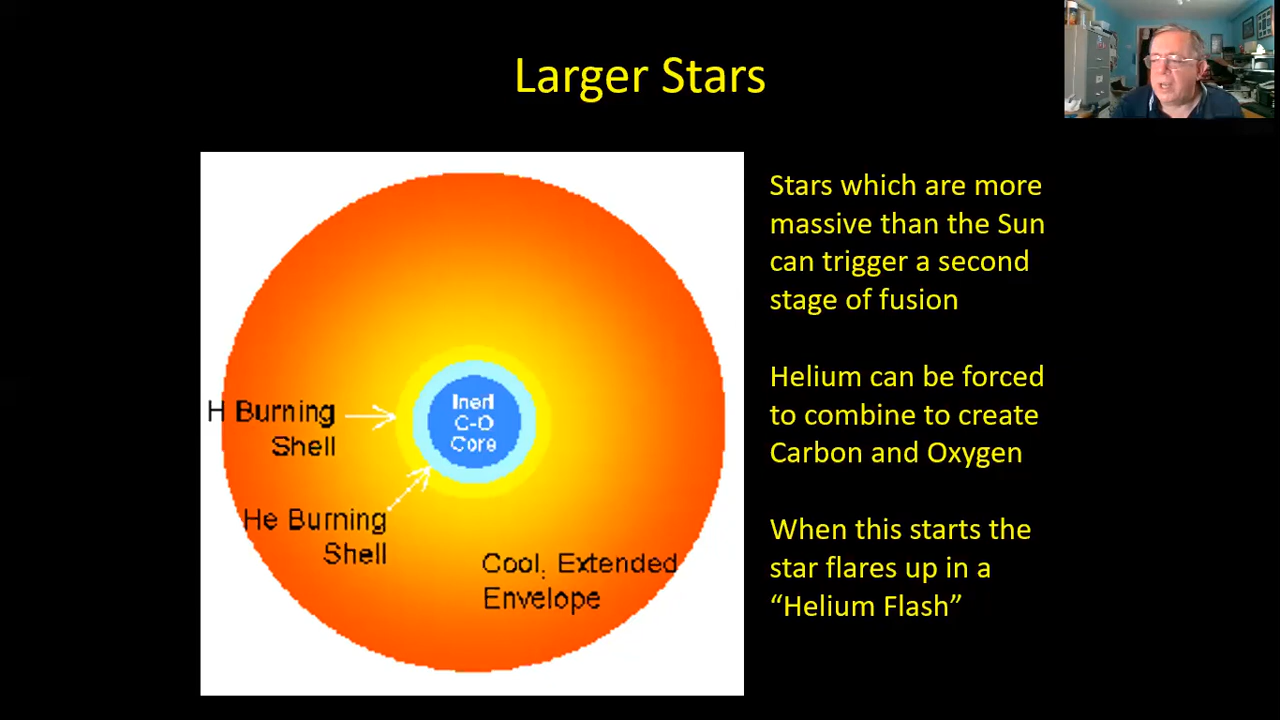 Larger Stars
Stars which are more
massive than the Sun
can trigger a second
stage of fusion
Helium can be forced
to combine to create
Carbon and Oxygen
When this starts the
star flares up in a
“Helium Flash”
H Burning
Shell
Inert
C-O
Core
He Burning
Shell
Cool, Extended
Envelope